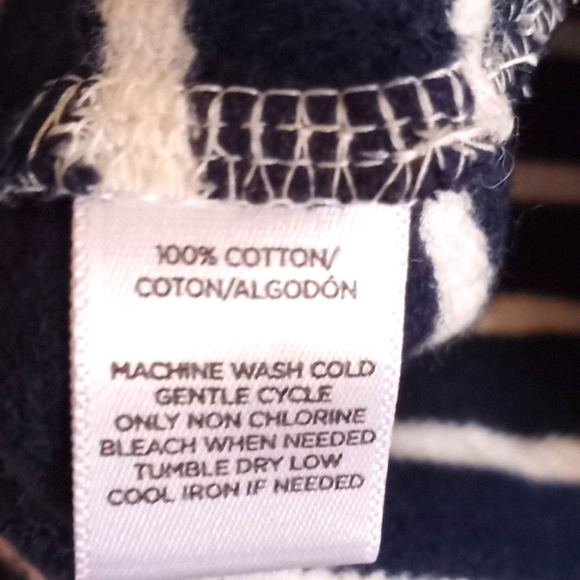 100% COTTON/
COTON/ALGODÓN
MACHINE WASH COLD
GENTLE CYCLE
ONLY NON CHLORINE
BLEACH WHEN NEEDED
TUMBLE DRY LOW
COOL IRON IF NEEDED